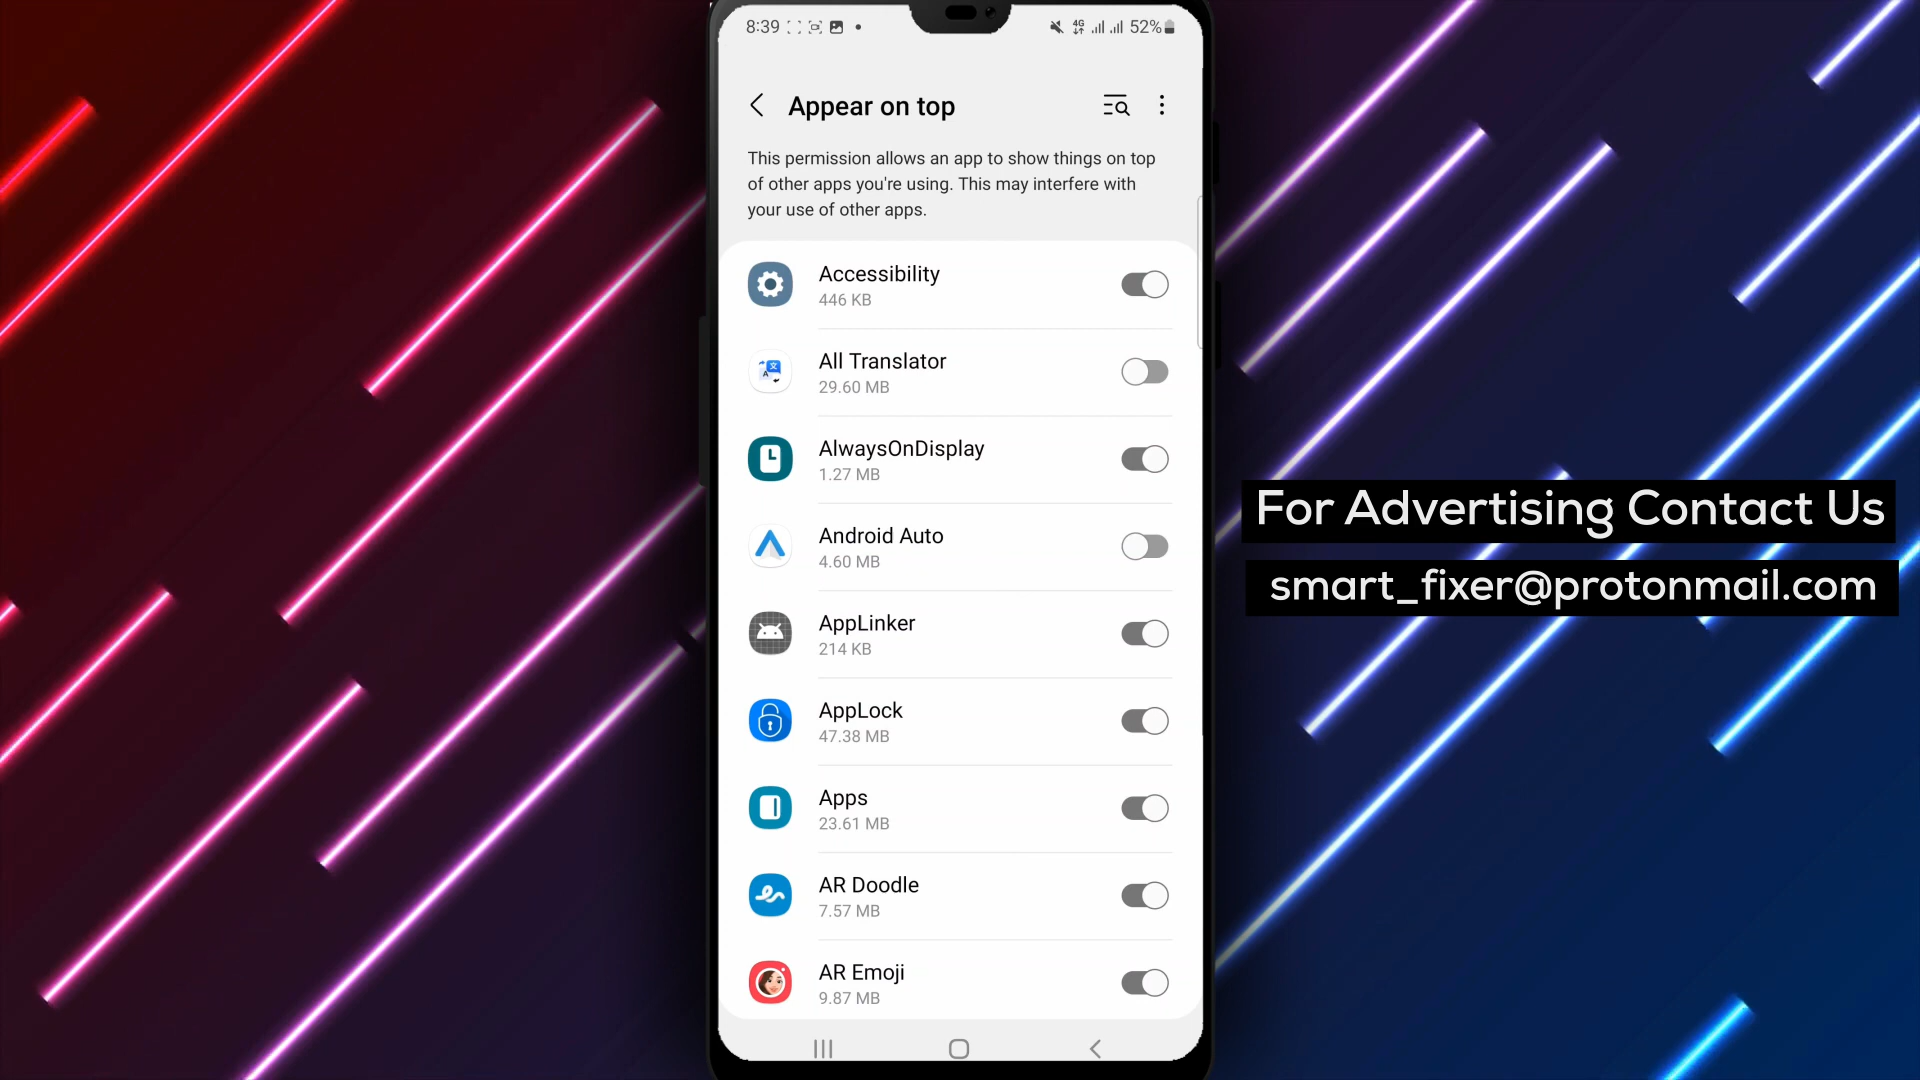 8:39
4G 52%
Appear on top
This permission allows an app to show things on top
of other apps you're using. This may interfere with
your use of other apps.
Accessibility
446 KB
All Translator
29.60 MB
AlwaysOnDisplay
1.27 MB
Android Auto
4.60 MB
AppLinker
214 KB
AppLock
47.38 MB
Apps
23.61 MB
AR Doodle
7.57 MB
AR Emoji
9.87 MB
For Advertising Contact Us
smart_fixer@protonmail.com